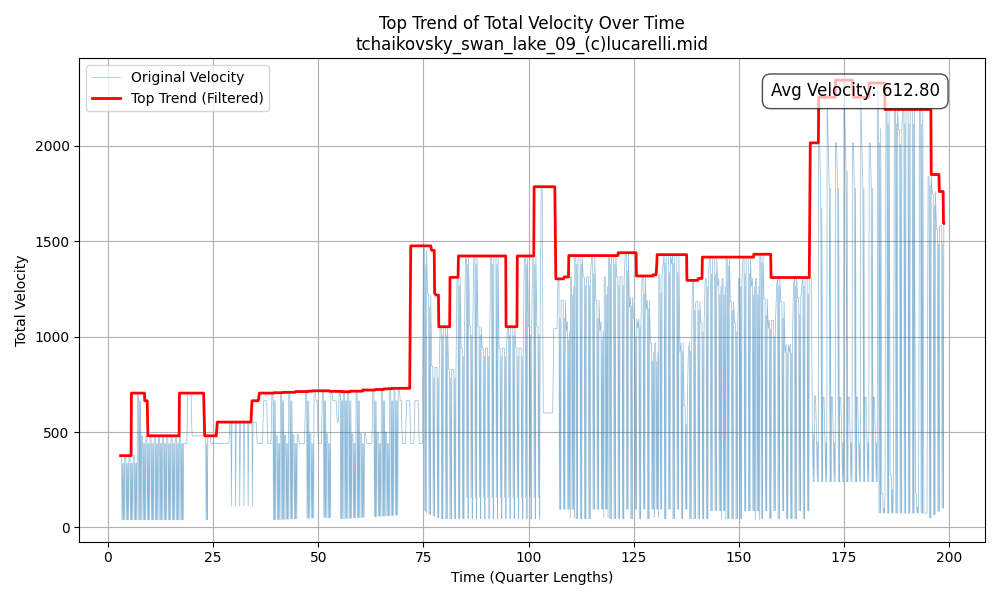 Top Trend of Total Velocity Over Time
tchaikovsky_swan_lake_09_(c)lucarelli.mid
Original Velocity
Top Trend (Filtered)
Avg Velocity: 612.80
Total Velocity
2000
1500
1000
500
0
0 25 50 75 100 125 150 175 200
Time (Quarter Lengths)